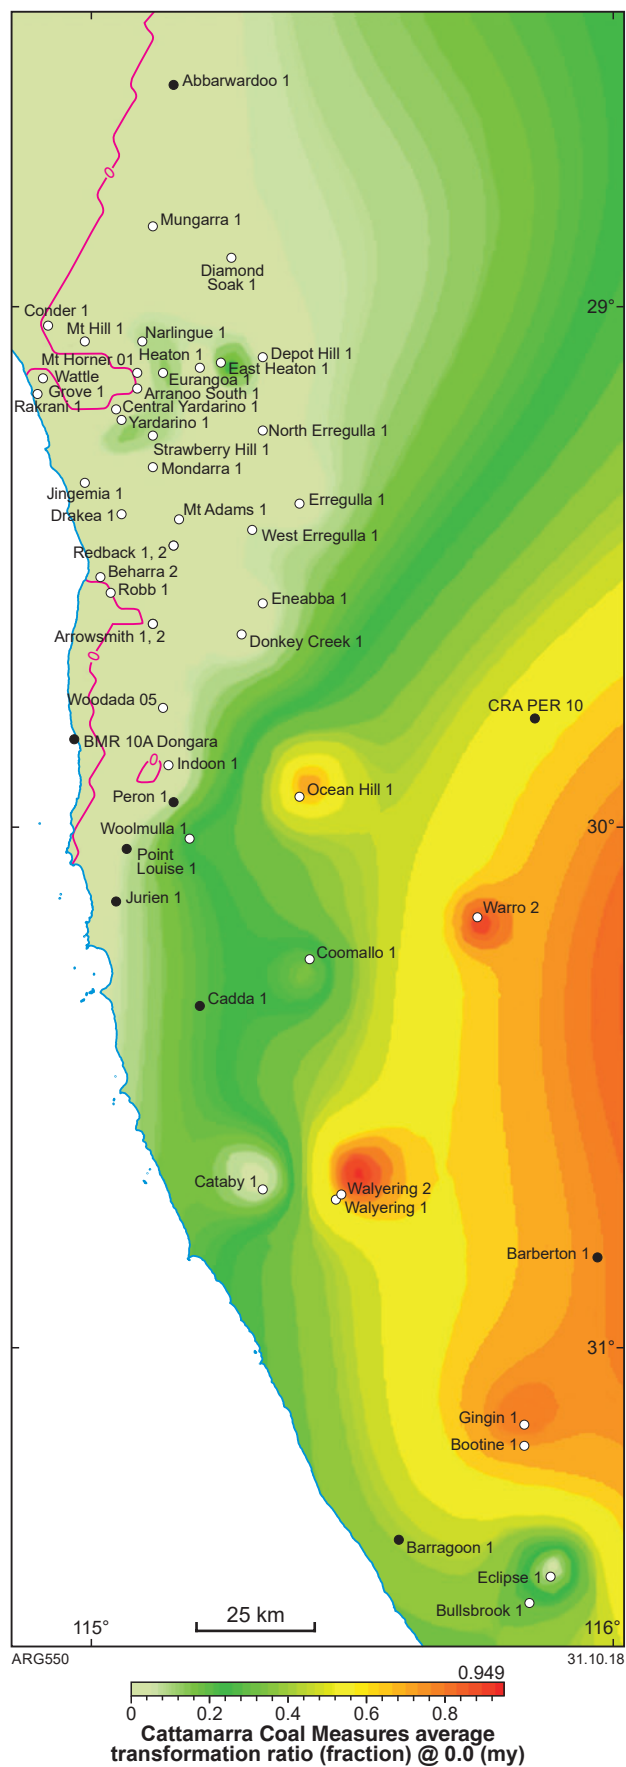 Abbarwardoo 1
0
Mungarra 1
Diamond
Soak 1
29°
Conder 1
Mt Hill 1
Narlingue 1
Mt Horner 01
Heaton 1
Depot Hill 1
East Heaton 1
Wattle
Grove 1
Eurangoa 1
Rakrani 1
Arranoo South 1
Central Yardarino 1
Yardarino 1
North Erregulla 1
Strawberry Hill 1
Mondarra 1
Jingemia 1
Erregulla 1
Drakea 1
Mt Adams 1
West Erregulla 1
Redback 1, 2
Beharra 2
Robb 1
Eneabba 1
Arrowsmith 1, 2
Donkey Creek 1
0
Woodada 05
CRA PER 10
BMR 10A Dongara
0
Indoon 1
Peron 1
Ocean Hill 1
Woolmulla 1
30°
Point
Louise 1
Jurien 1
Warro 2
Coomallo 1
Cadda 1
Cataby 1
Walyering 2
Walyering 1
Barberton 1
31°
Gingin 1
Bootine 1
Barragoon 1
Eclipse 1
Bullsbrook 1
25 km
115°
116°
ARG550
31.10.18
0.949
0 0.2 0.4 0.6 0.8
Cattamarra Coal Measures average
transformation ratio (fraction) @ 0.0 (my)